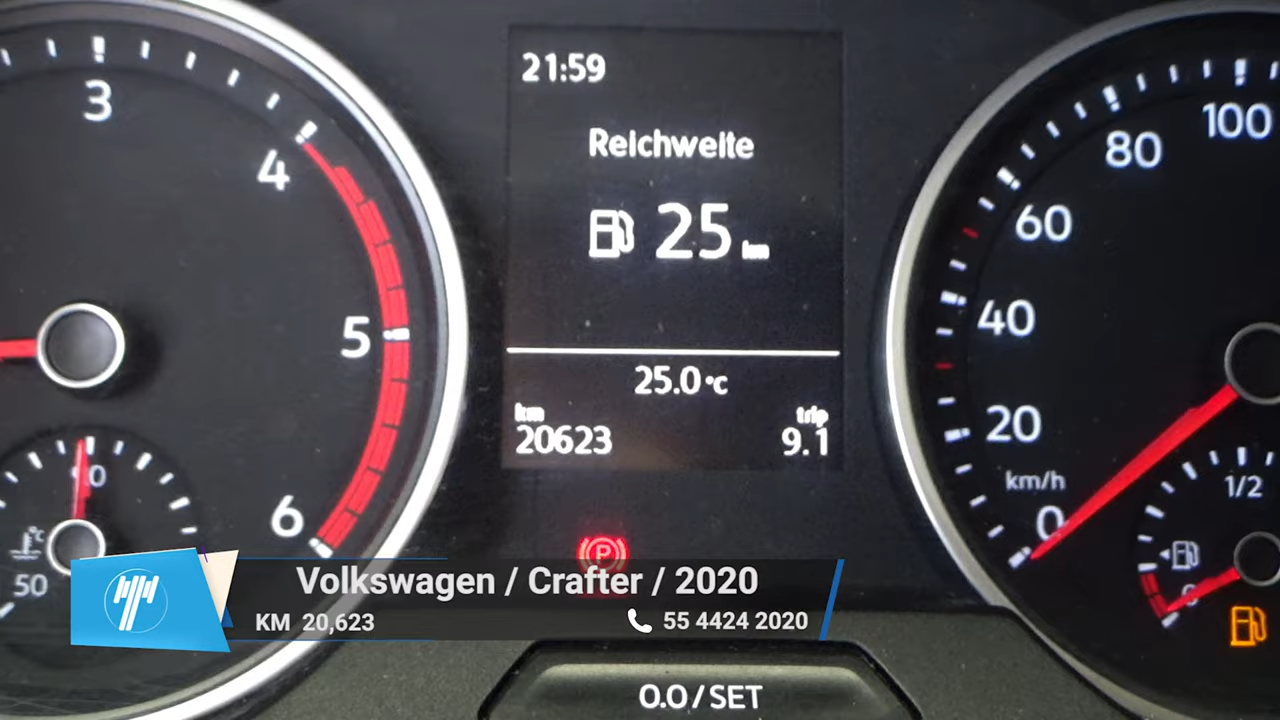 3
4
5
6
50
90
21:59
Reichweite
25 km
25.0 °C
km
trip
20623
9.1
P
100
80
60
40
20
0
km/h
1/2
0
°C
Volkswagen / Crafter / 2020
KM 20,623
55 4424 2020
0.0/SET